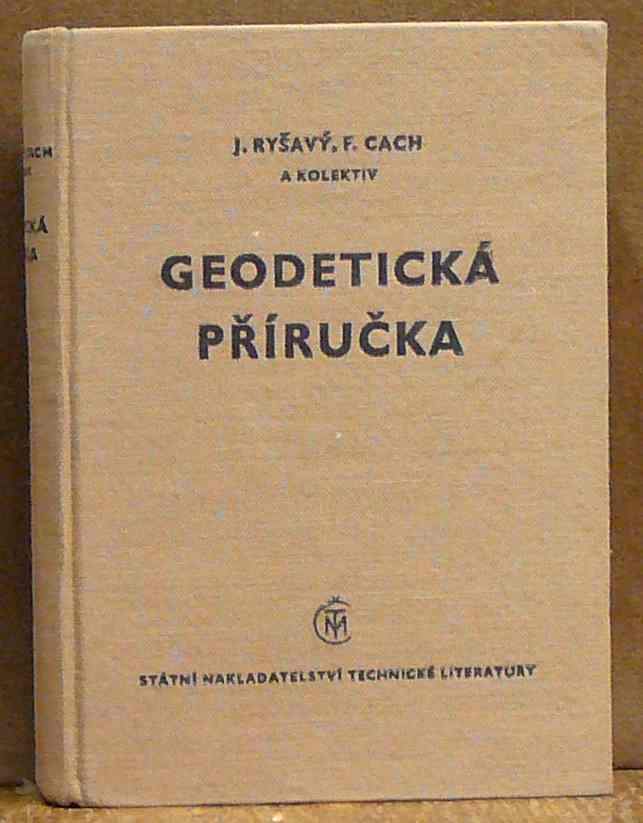 J. RYŠAVÝ, F. CACH
A KOLEKTIV
GEODETICKÁ
PŘÍRUČKA
STÁTNÍ NAKLADATELSTVÍ TECHNICKÉ LITERATURY